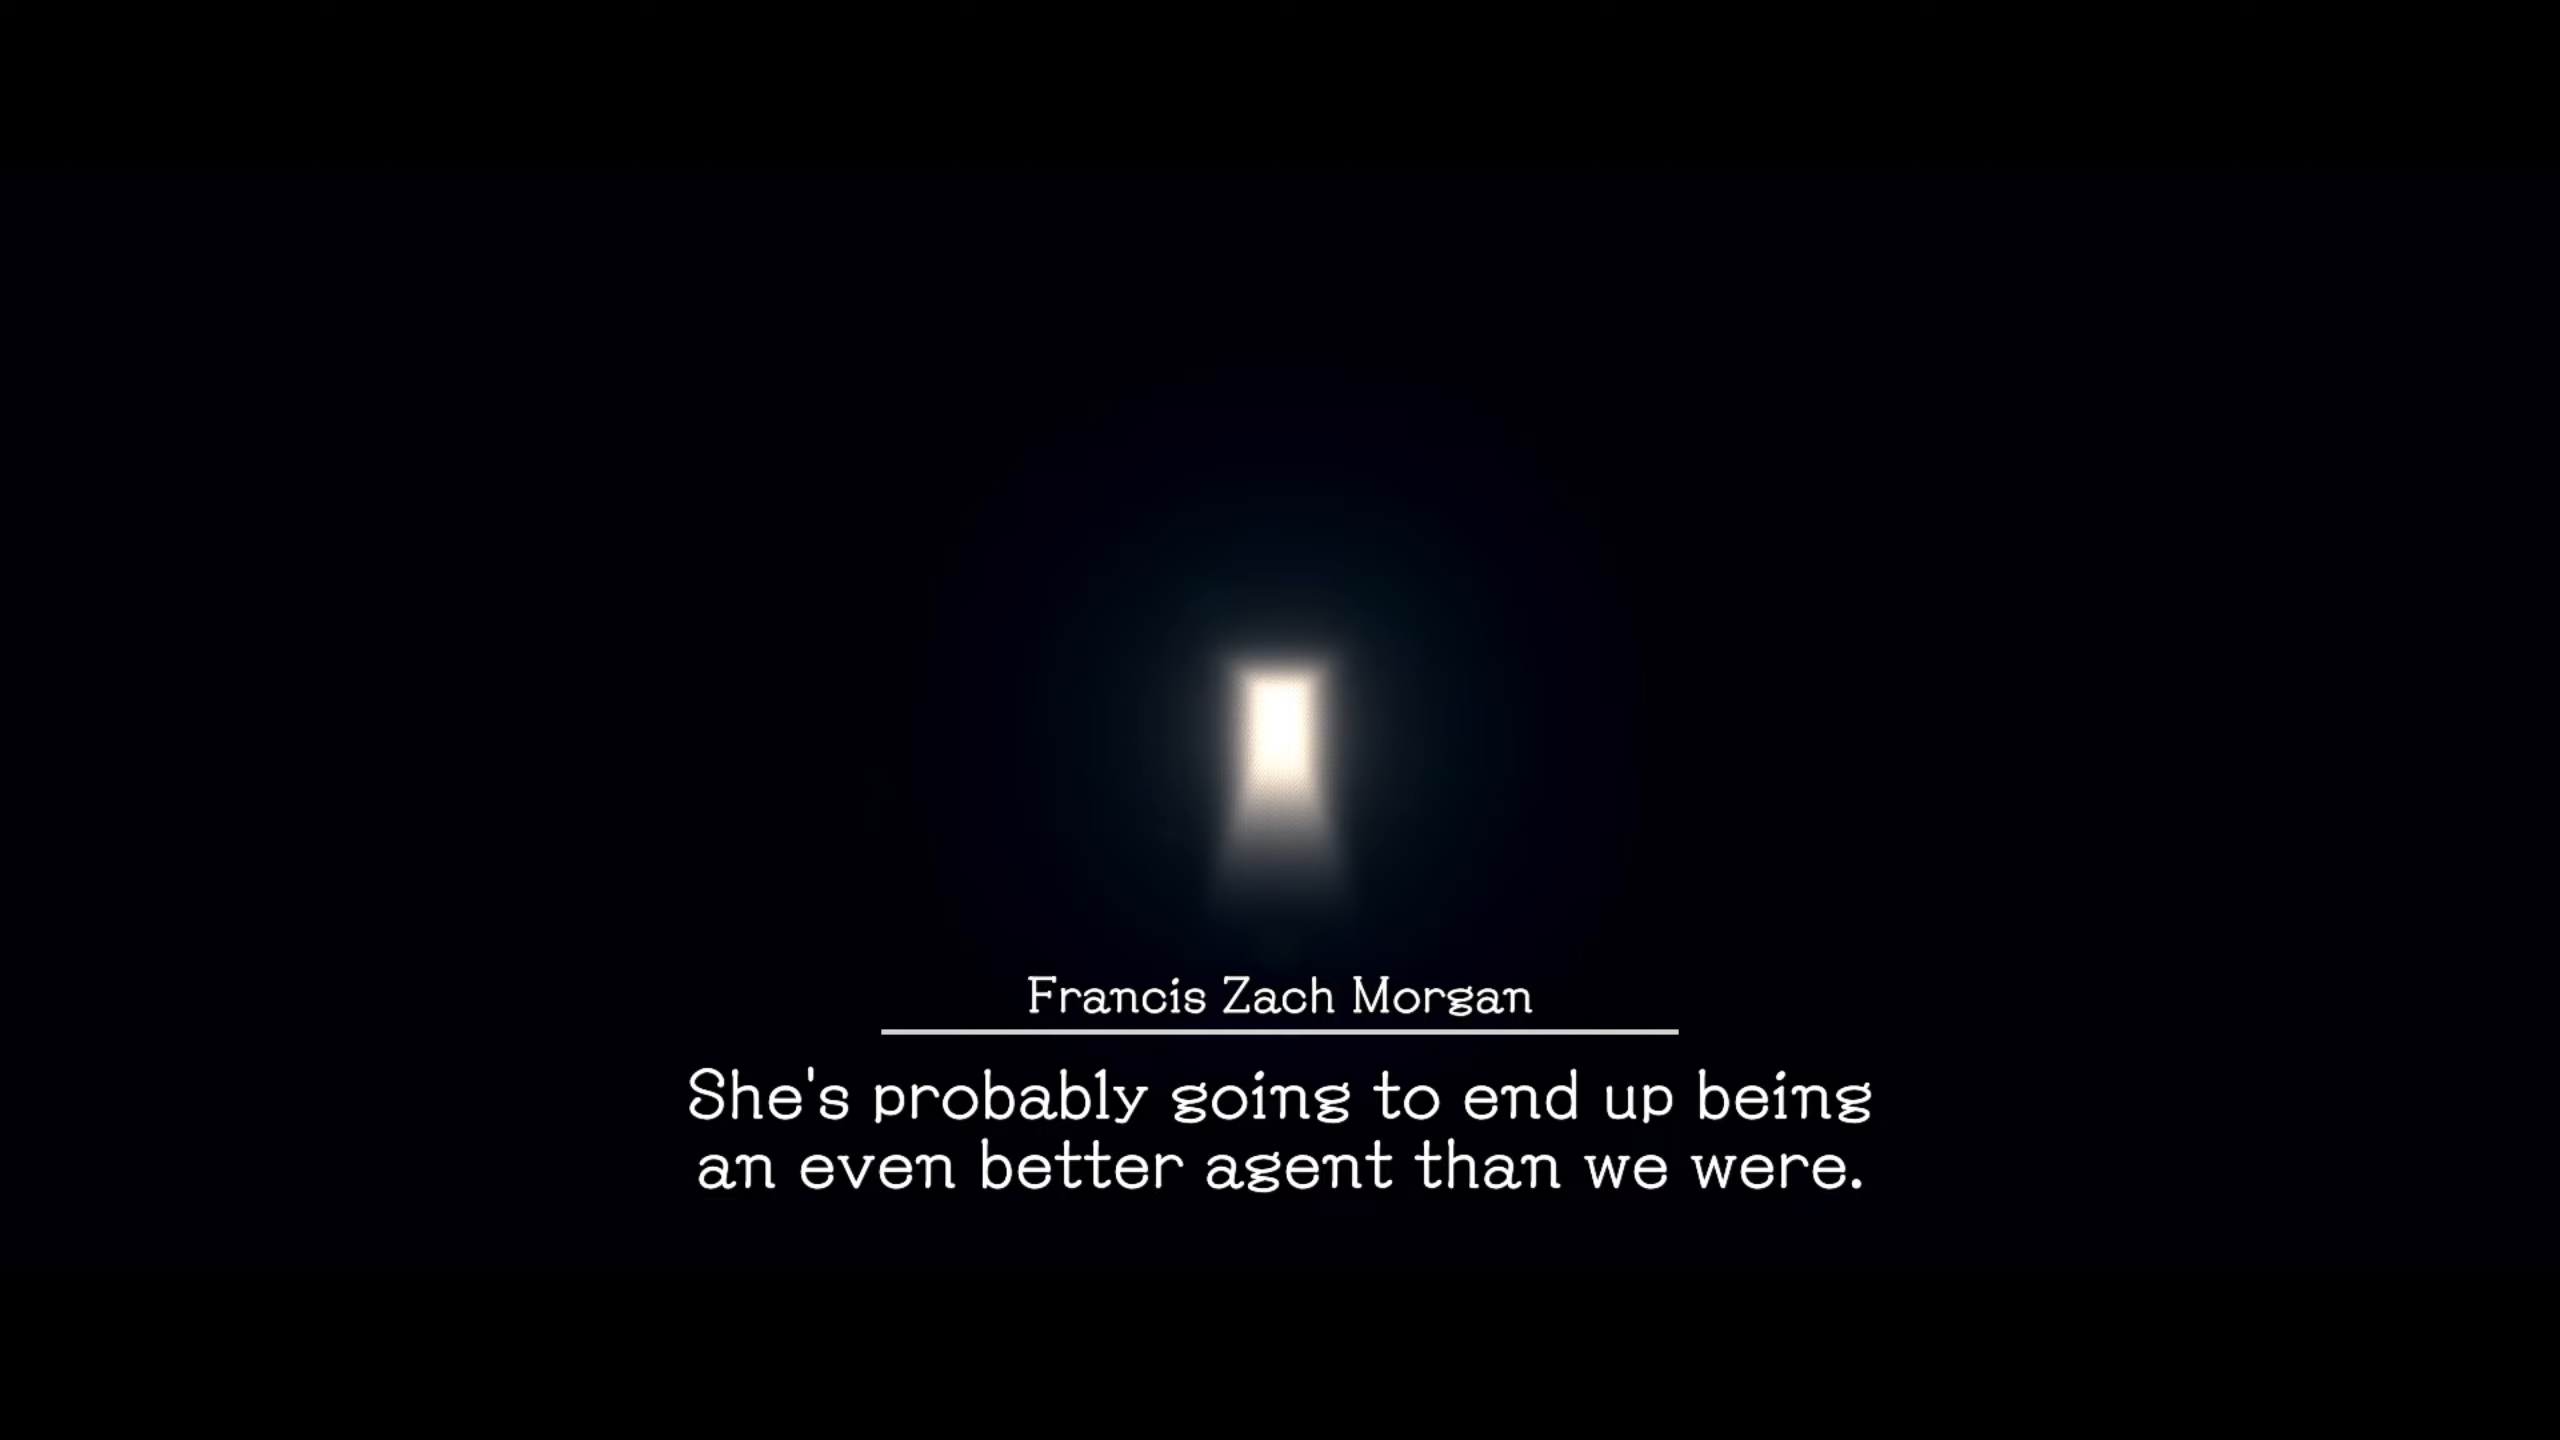 Francis Zach Morgan
She's probably going to end up being
an even better agent than we were.